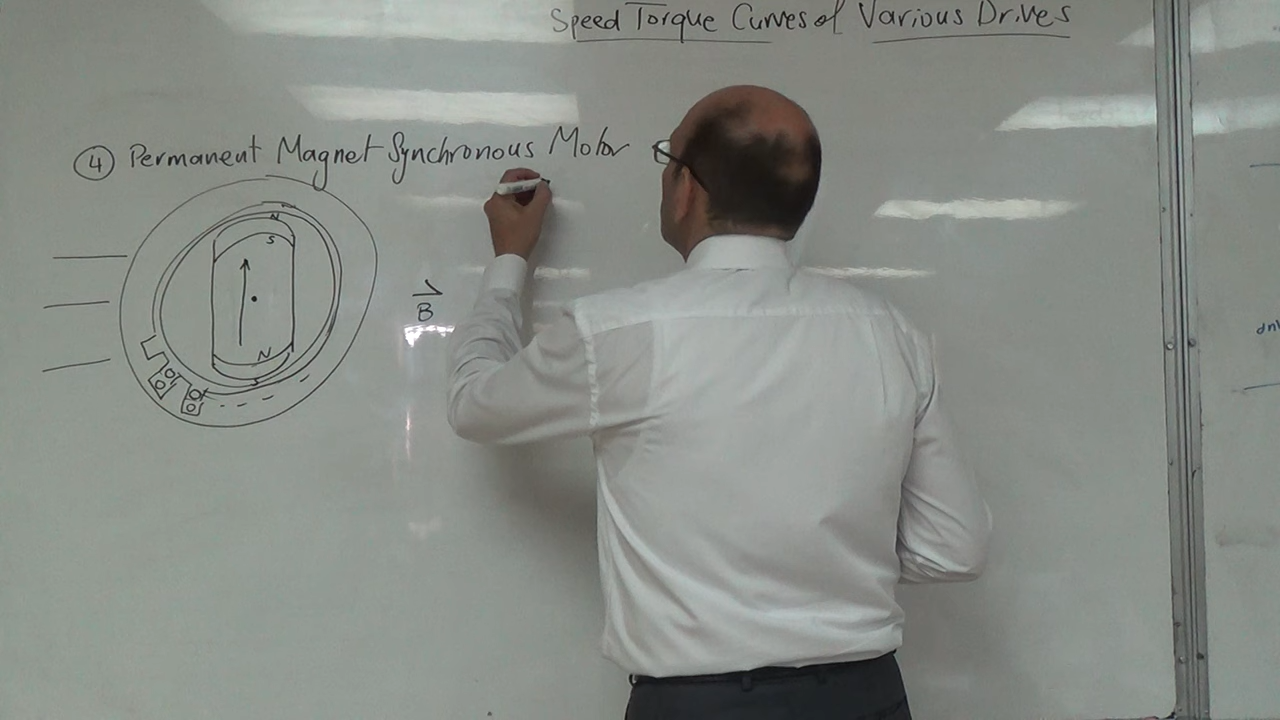 Speed Torque Curves of Various Drives
④ Permanent Magnet Synchronous Motor
N
S
B
N
S